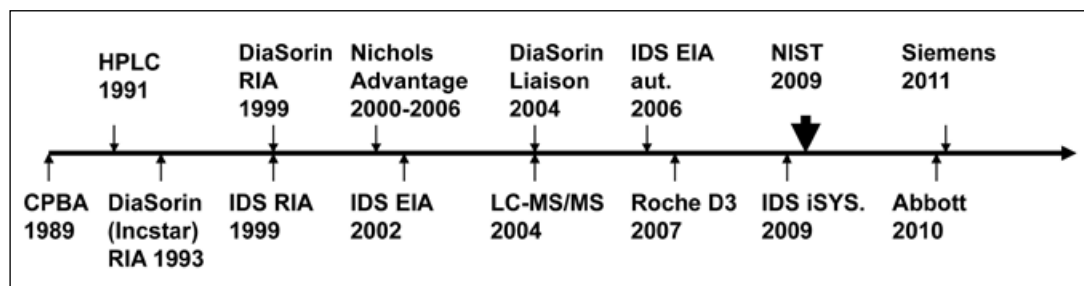 HPLC
1991
DiaSorin
RIA
1999
Nichols
Advantage
2000-2006
DiaSorin
Liaison
2004
IDS EIA
aut.
2006
NIST
2009
Siemens
2011
CPBA
1989
DiaSorin
(Incstar)
RIA 1993
IDS RIA
1999
IDS EIA
2002
LC-MS/MS
2004
Roche D3
2007
IDS iSYS.
2009
Abbott
2010